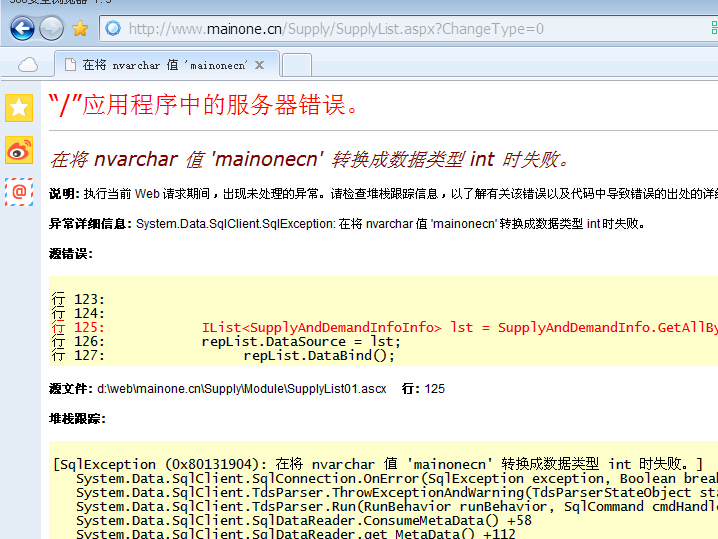 http://www.mainone.cn/Supply/SupplyList.aspx?ChangeType=0
在将 nvarchar 值 'mainonecn'
“/”应用程序中的服务器错误。
在将 nvarchar 值 'mainonecn' 转换成数据类型 int 时失败。
说明: 执行当前 Web 请求期间，出现未处理的异常。请检查堆栈跟踪信息，以了解有关该错误以及代码中导致错误的出处的详细
异常详细信息: System.Data.SqlClient.SqlException: 在将 nvarchar 值 'mainonecn' 转换成数据类型 int 时失败。
源错误:
行 123:
行 124:
行 125: IList<SupplyAndDemandInfoInfo> lst = SupplyAndDemandInfo.GetAllBy
行 126: repList.DataSource = lst;
行 127: repList.DataBind();
源文件: d:\web\mainone.cn\Supply\Module\SupplyList01.ascx 行: 125
堆栈跟踪:
[SqlException (0x80131904): 在将 nvarchar 值 'mainonecn' 转换成数据类型 int 时失败。]
System.Data.SqlClient.SqlConnection.OnError(SqlException exception, Boolean break
System.Data.SqlClient.TdsParser.ThrowExceptionAndWarning(TdsParserStateObject sta
System.Data.SqlClient.TdsParser.Run(RunBehavior runBehavior, SqlCommand cmdHandle
System.Data.SqlClient.SqlDataReader.ConsumeMetaData() +58
System.Data.SqlClient.SqlDataReader.get_MetaData() +112